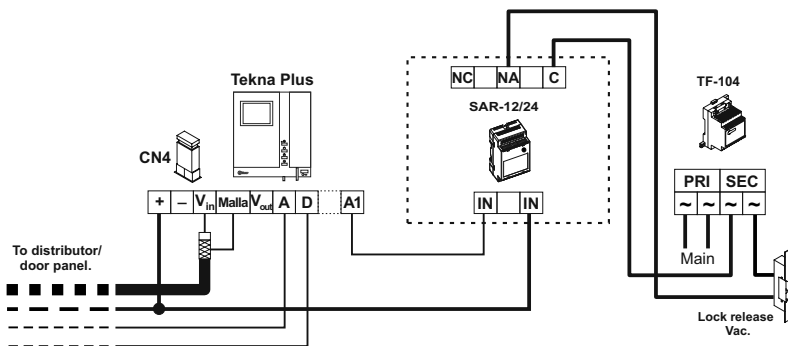 NC NA C
Tekna Plus
TF-104
SAR-12/24
CN4
PRI SEC
+ – Vin Malla Vout A D A1
IN IN
~ ~ ~ ~
To distributor/
door panel.
Main
Lock release
Vac.